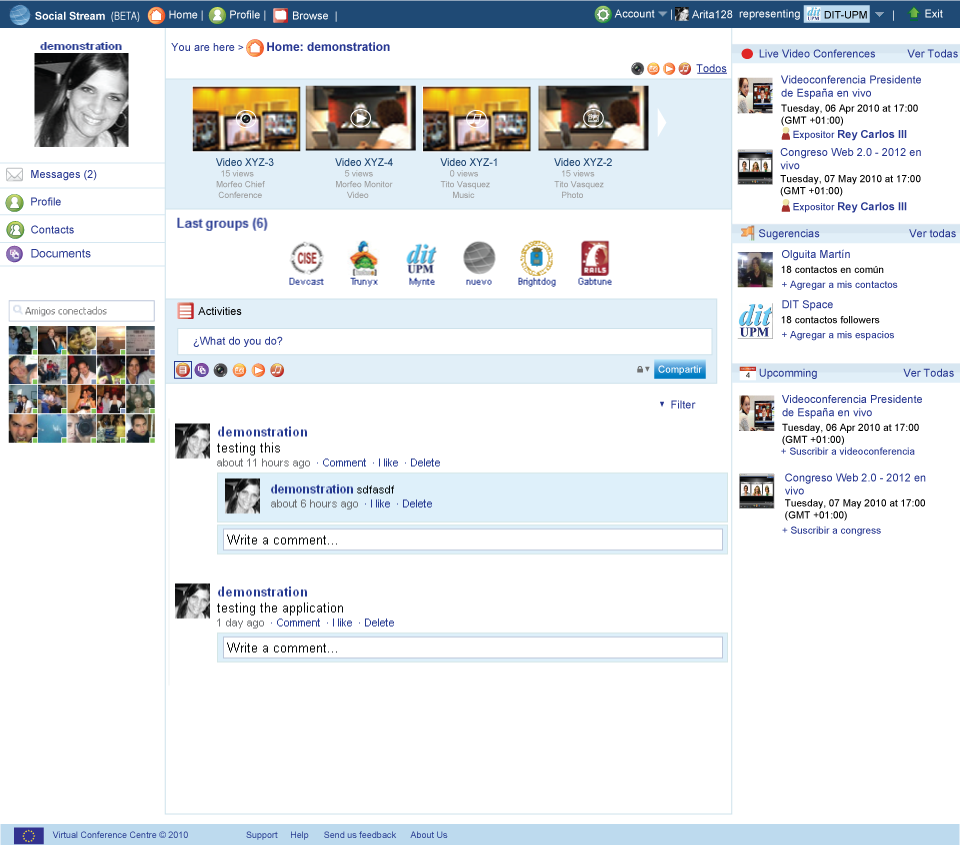 Social Stream (BETA) Home | Profile | Browse |
Account | Arita128 representing dit UPM DIT-UPM | Exit
demonstration
Messages (2)
Profile
Contacts
Documents
Amigos conectados
You are here > Home: demonstration
Todos
Video XYZ-3
15 views
Morfeo Chief
Conference
Video XYZ-4
5 views
Morfeo Monitor
Video
Video XYZ-1
0 views
Tito Vasquez
Music
Video XYZ-2
15 views
Tito Vasquez
Photo
Last groups (6)
CISE
Devcast
Trunyx
dit
UPM
Mynte
nuevo
Brightdog
RAILS
Gabtune
Activities
¿What do you do?
Compartir
Filter
demonstration
testing this
about 11 hours ago · Comment · I like · Delete
demonstration sdfasdf
about 6 hours ago · I like · Delete
Write a comment...
demonstration
testing the application
1 day ago · Comment · I like · Delete
Write a comment...
Live Video Conferences Ver Todas
Videoconferencia Presidente
de España en vivo
Tuesday, 06 Apr 2010 at 17:00
(GMT +01:00)
Expositor Rey Carlos III
Congreso Web 2.0 - 2012 en
vivo
Tuesday, 07 May 2010 at 17:00
(GMT +01:00)
Expositor Rey Carlos III
Sugerencias Ver todas
Olguita Martín
18 contactos en común
+ Agregar a mis contactos
dit
UPM
DIT Space
18 contactos followers
+ Agregar a mis espacios
4 Upcomming Ver Todas
Videoconferencia Presidente
de España en vivo
Tuesday, 06 Apr 2010 at 17:00
(GMT +01:00)
+ Suscribir a videoconferencia
Congreso Web 2.0 - 2012 en
vivo
Tuesday, 07 May 2010 at 17:00
(GMT +01:00)
+ Suscribir a congress
Virtual Conference Centre © 2010 Support Help Send us feedback About Us